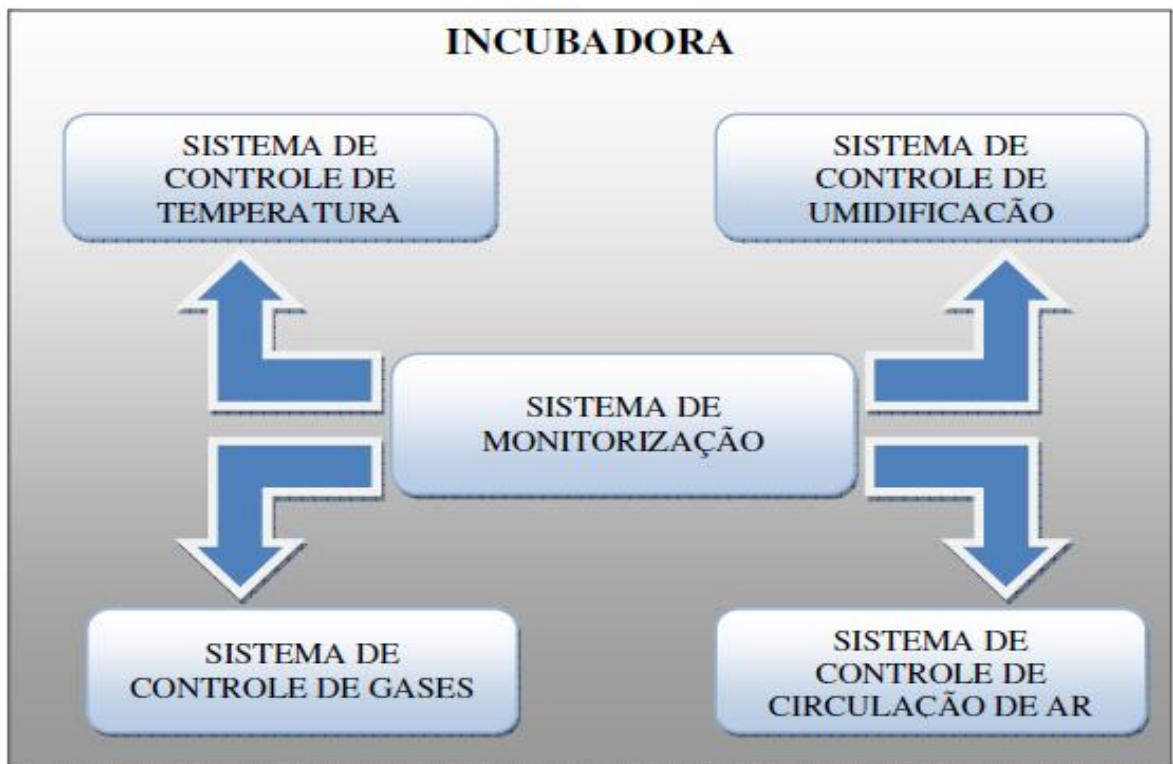 INCUBADORA
SISTEMA DE
CONTROLE DE
TEMPERATURA
SISTEMA DE
CONTROLE DE
UMIDIFICACÃO
SISTEMA DE
MONITORIZAÇÃO
SISTEMA DE
CONTROLE DE GASES
SISTEMA DE
CONTROLE DE
CIRCULAÇÃO DE AR